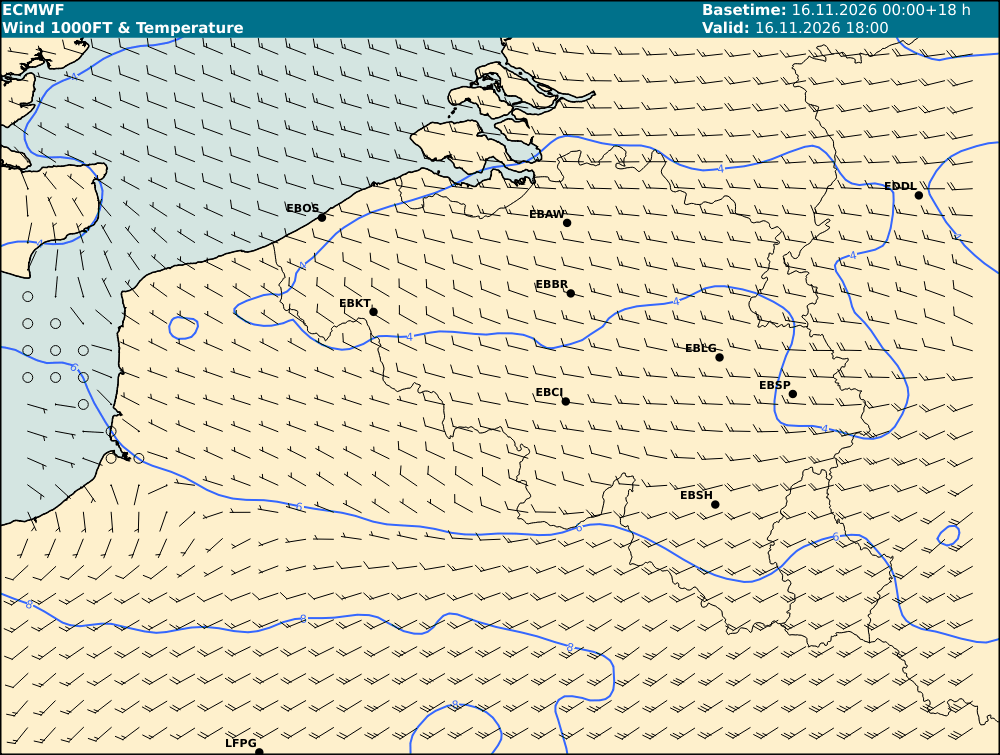 ECMWF
Wind 1000FT & Temperature
Basetime: 16.11.2026 00:00+18 h
Valid: 16.11.2026 18:00
4
4
EDDL
EBOS
EBAW
4
4
4
4
EBBR
EBKT
4
4
EBLG
6
EBSP
EBCI
4
EBSH
6
6
6
8
8
8
8
LFPG